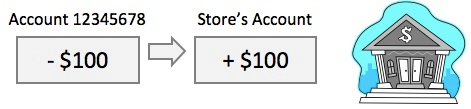 Account 12345678
Store's Account
- $100
+ $100
$